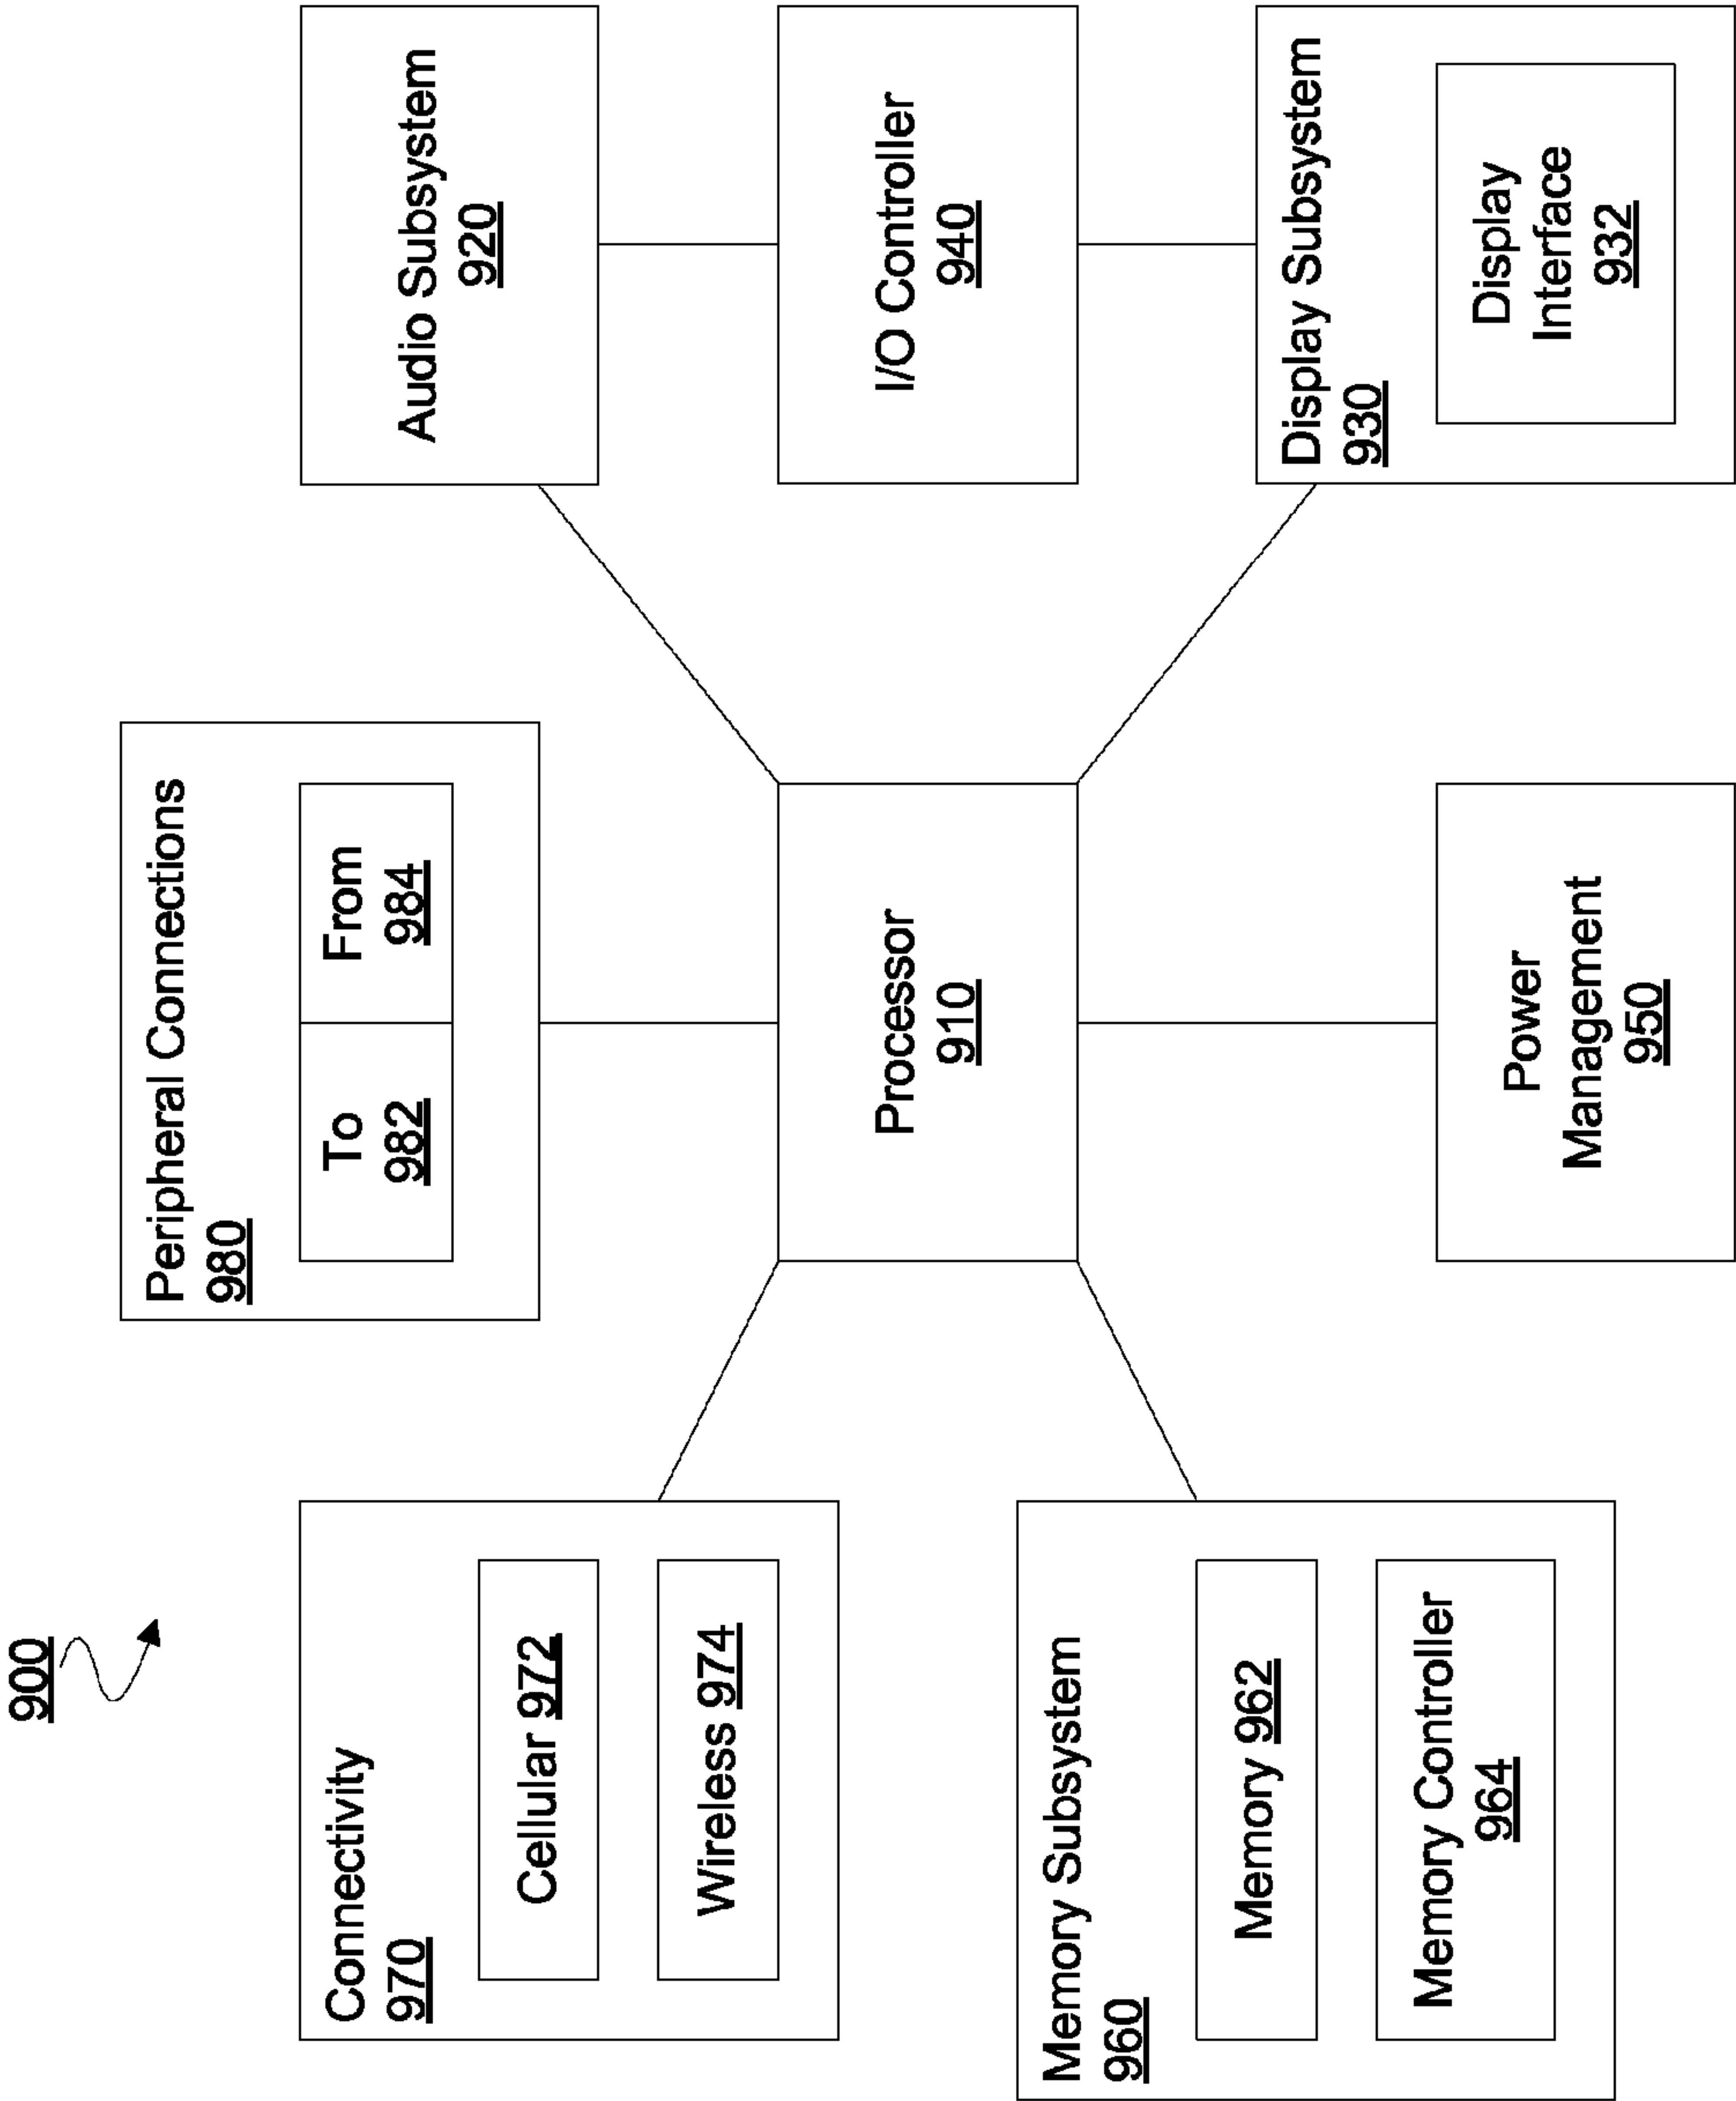 900
Peripheral Connections
980
To
982
From
984
Connectivity
970
Cellular 972
Wireless 974
Audio Subsystem
920
Processor
910
I/O Controller
940
Memory Subsystem
960
Memory 962
Memory Controller
964
Power
Management
950
Display Subsystem
930
Display
Interface
932